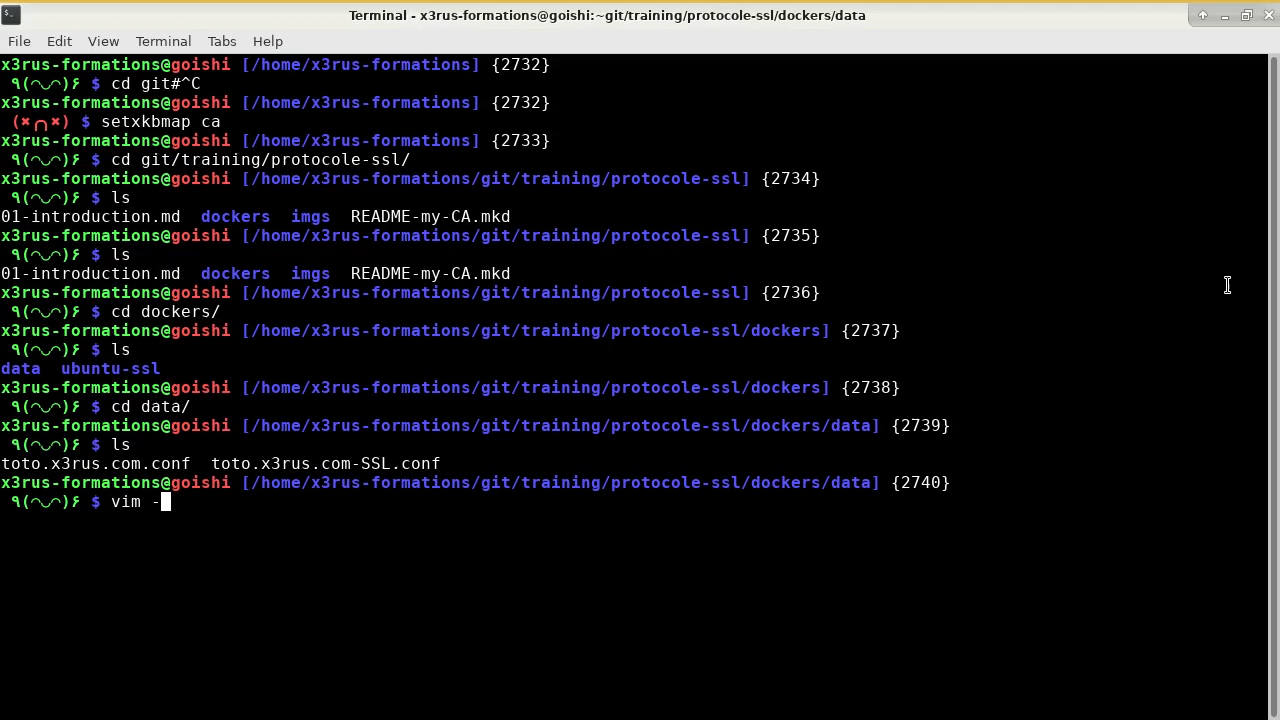 Terminal - x3rus-formations@goishi:~git/training/protocole-ssl/dockers/data
File Edit View Terminal Tabs Help
x3rus-formations@goishi [/home/x3rus-formations] {2732}
٩(◠◡◠)۶ $ cd git#^C
x3rus-formations@goishi [/home/x3rus-formations] {2732}
(✖╭╮✖) $ setxkbmap ca
x3rus-formations@goishi [/home/x3rus-formations] {2733}
٩(◠◡◠)۶ $ cd git/training/protocole-ssl/
x3rus-formations@goishi [/home/x3rus-formations/git/training/protocole-ssl] {2734}
٩(◠◡◠)۶ $ ls
01-introduction.md dockers imgs README-my-CA.mkd
x3rus-formations@goishi [/home/x3rus-formations/git/training/protocole-ssl] {2735}
٩(◠◡◠)۶ $ ls
01-introduction.md dockers imgs README-my-CA.mkd
x3rus-formations@goishi [/home/x3rus-formations/git/training/protocole-ssl] {2736}
٩(◠◡◠)۶ $ cd dockers/
x3rus-formations@goishi [/home/x3rus-formations/git/training/protocole-ssl/dockers] {2737}
٩(◠◡◠)۶ $ ls
data ubuntu-ssl
x3rus-formations@goishi [/home/x3rus-formations/git/training/protocole-ssl/dockers] {2738}
٩(◠◡◠)۶ $ cd data/
x3rus-formations@goishi [/home/x3rus-formations/git/training/protocole-ssl/dockers/data] {2739}
٩(◠◡◠)۶ $ ls
toto.x3rus.com.conf toto.x3rus.com-SSL.conf
x3rus-formations@goishi [/home/x3rus-formations/git/training/protocole-ssl/dockers/data] {2740}
٩(◠◡◠)۶ $ vim -